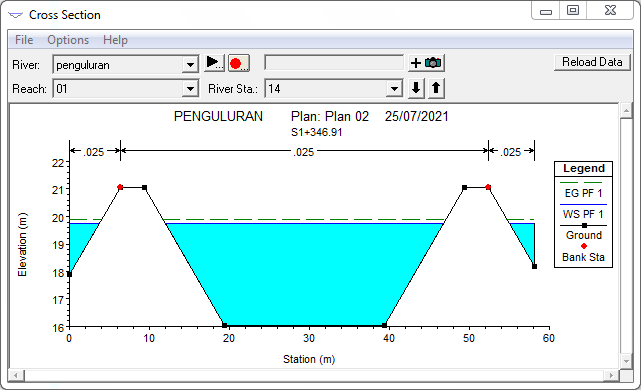 Cross Section
File Options Help
River: penguluran ... ... + Reload Data
Reach: 01 River Sta.: 14
PENGULURAN Plan: Plan 02 25/07/2021
S1+346.91
.025 .025 .025
Legend
EG PF 1
WS PF 1
Ground
Bank Sta
22
21
20
19
18
17
16
Elevation (m)
0 10 20 30 40 50 60
Station (m)